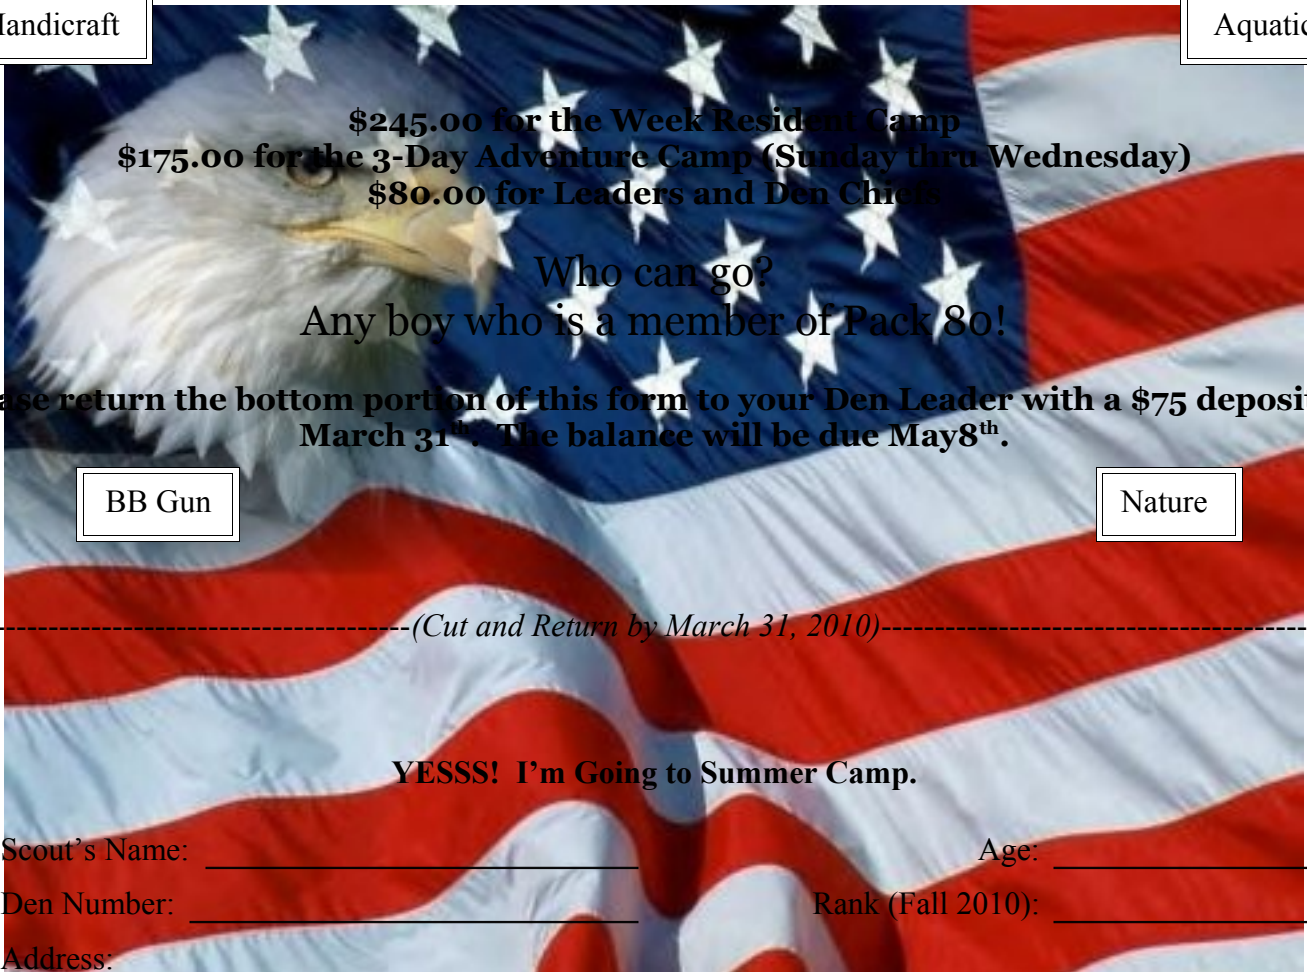 Handicraft
Aquatic
$245.00 for the Week Resident Camp
$175.00 for the 3-Day Adventure Camp (Sunday thru Wednesday)
$80.00 for Leaders and Den Chiefs
Who can go?
Any boy who is a member of Pack 80!
ase return the bottom portion of this form to your Den Leader with a $75 deposit
March 31th. The balance will be due May8th.
BB Gun
Nature
(Cut and Return by March 31, 2010)
YESSS! I'm Going to Summer Camp.
Scout's Name: Age:
Den Number: Rank (Fall 2010):
Address: